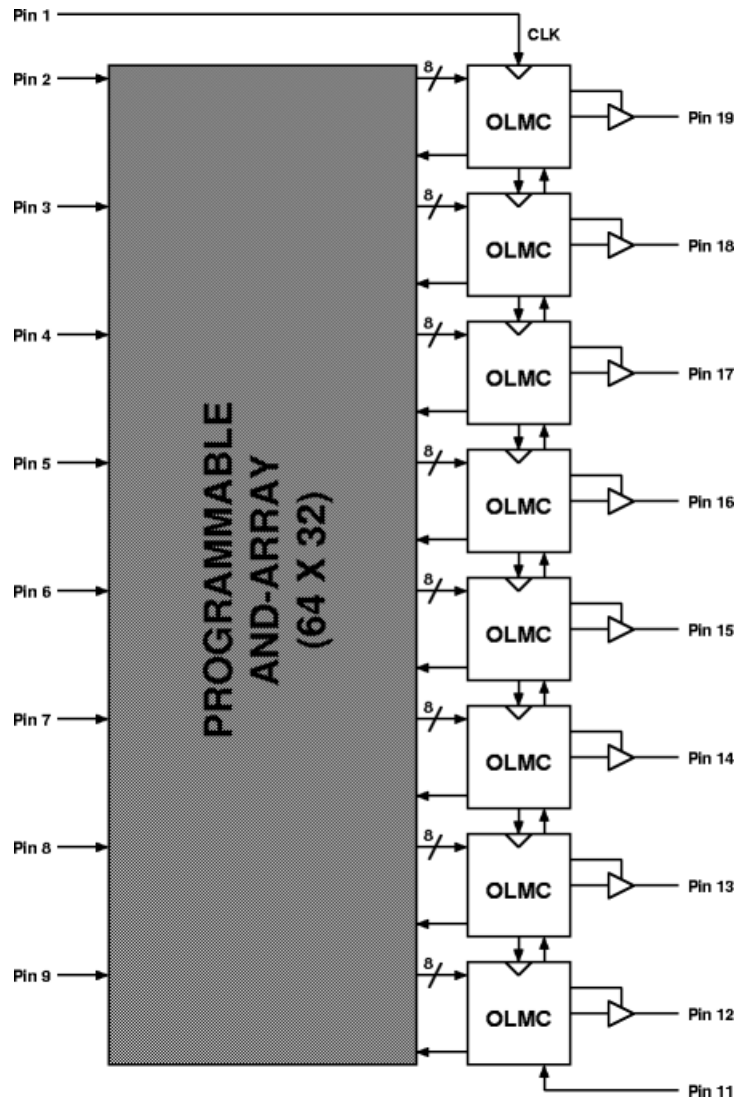 Pin 1
CLK
Pin 2
8
OLMC
Pin 19
Pin 3
8
OLMC
Pin 18
Pin 4
8
OLMC
Pin 17
PROGRAMMABLE
AND-ARRAY
(64 X 32)
Pin 5
8
OLMC
Pin 16
Pin 6
8
OLMC
Pin 15
Pin 7
8
OLMC
Pin 14
Pin 8
8
OLMC
Pin 13
Pin 9
8
OLMC
Pin 12
Pin 11